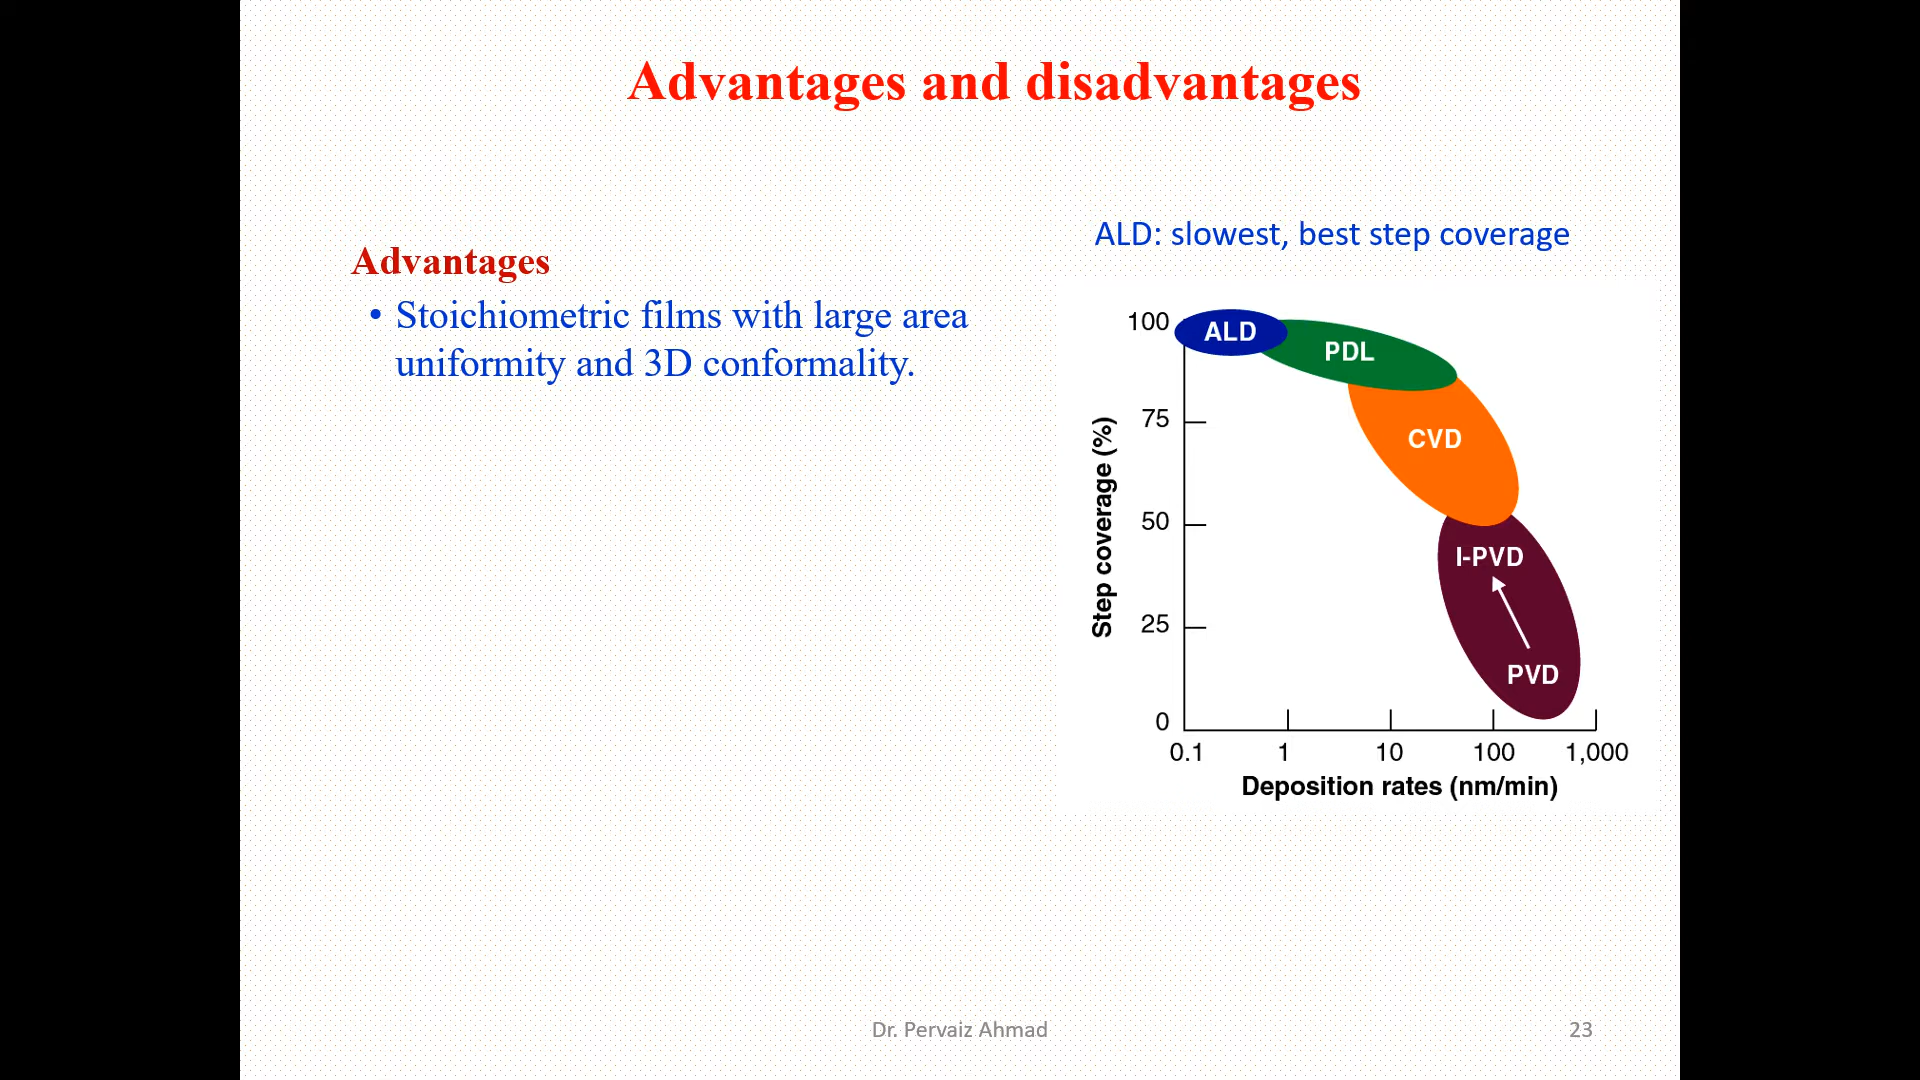 Advantages and disadvantages
Advantages
• Stoichiometric films with large area
uniformity and 3D conformality.
ALD: slowest, best step coverage
Step coverage (%)
100
75
50
25
0
ALD
PDL
CVD
I-PVD
PVD
0.1 1 10 100 1,000
Deposition rates (nm/min)
Dr. Pervaiz Ahmad
23